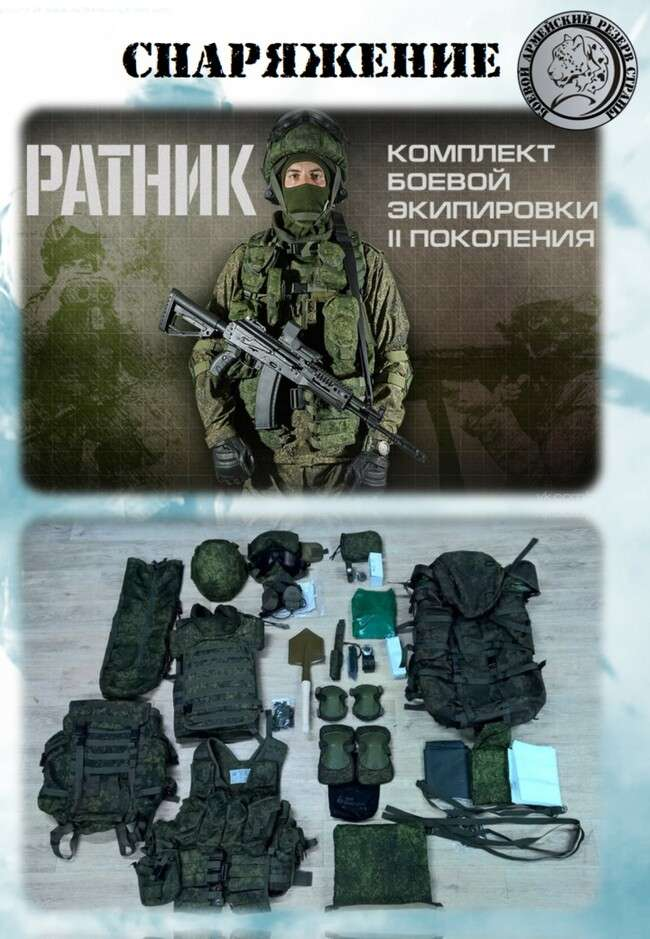 СНАРЯЖЕНИЕ
БОЕВОЙ АРМЕЙСКИЙ РЕЗЕРВ СТРАНЫ
РАТНИК
КОМПЛЕКТ
БОЕВОЙ
ЭКИПИРОВКИ
II ПОКОЛЕНИЯ